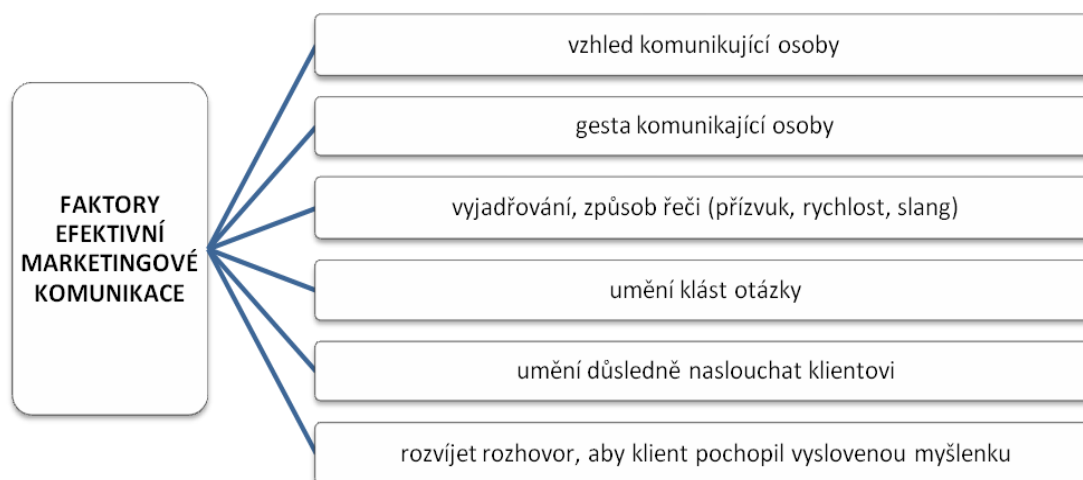 FAKTORY
EFEKTIVNÍ
MARKETINGOVÉ
KOMUNIKACE
vzhled komunikující osoby
gesta komunikající osoby
vyjadřování, způsob řeči (přízvuk, rychlost, slang)
umění klást otázky
umění důsledně naslouchat klientovi
rozvíjet rozhovor, aby klient pochopil vyslovenou myšlenku